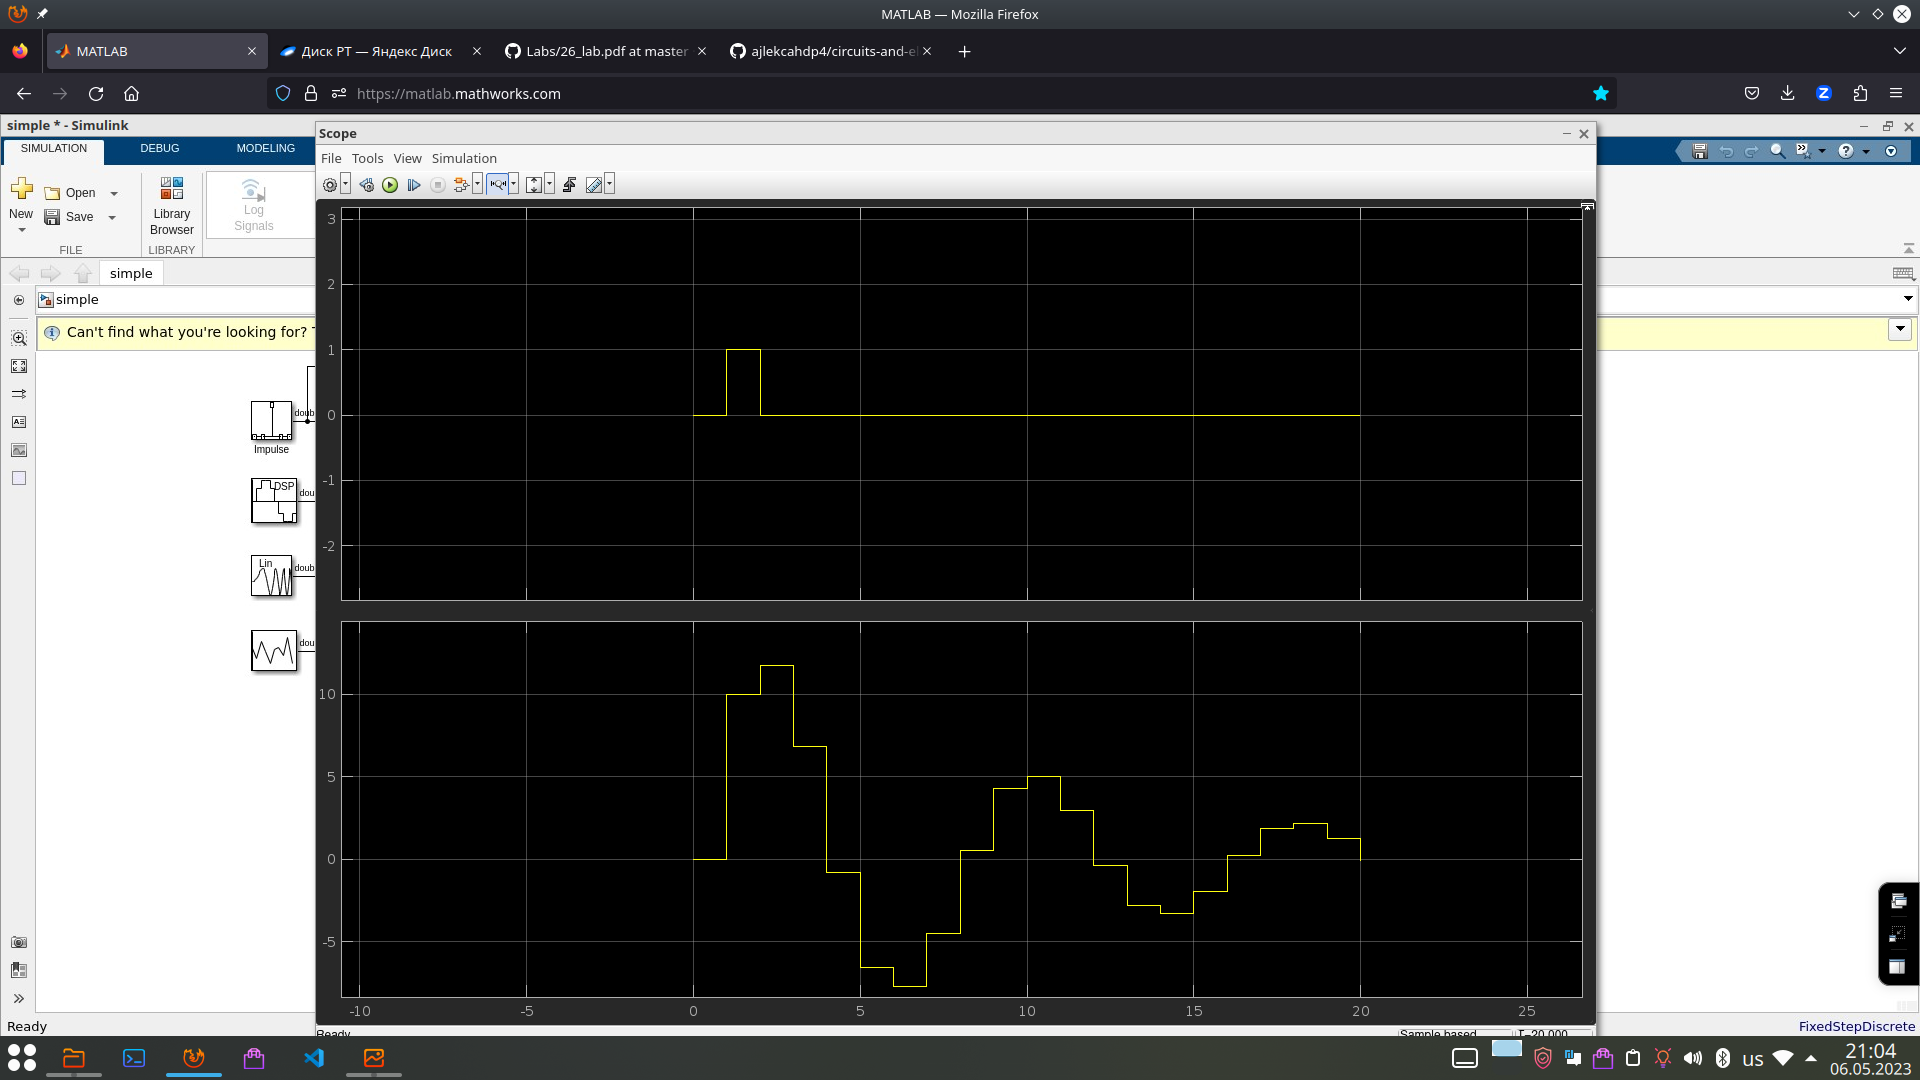 MATLAB — Mozilla Firefox
MATLAB
Диск РТ — Яндекс Диск
Labs/26_lab.pdf at master
ajlekcahdp4/circuits-and-el
https://matlab.mathworks.com
simple * - Simulink
SIMULATION
DEBUG
MODELING
New
Open
Save
FILE
Library
Browser
LIBRARY
Log
Signals
simple
simple
Can't find what you're looking for?
Impulse
doub
DSP
dou
Lin
doub
dou
Ready
Scope
File
Tools
View
Simulation
3
2
1
0
-1
-2
10
5
0
-5
-10
-5
0
5
10
15
20
25
Ready
Sample based
T=20.000
FixedStepDiscrete
us
21:04
06.05.2023